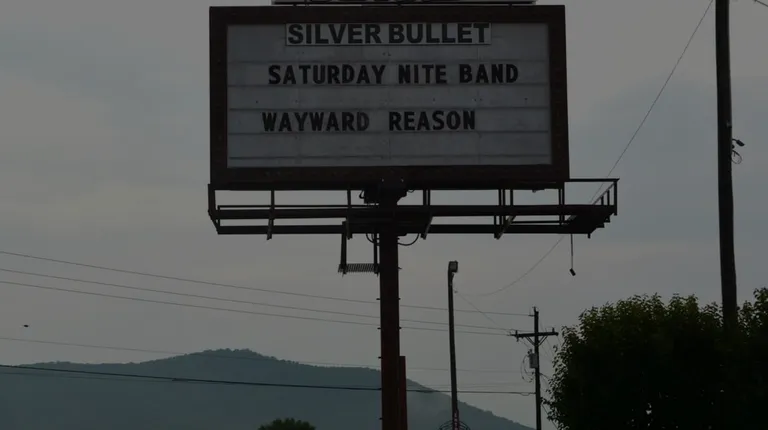 SILVER BULLET
SATURDAY NITE BAND
WAYWARD REASON